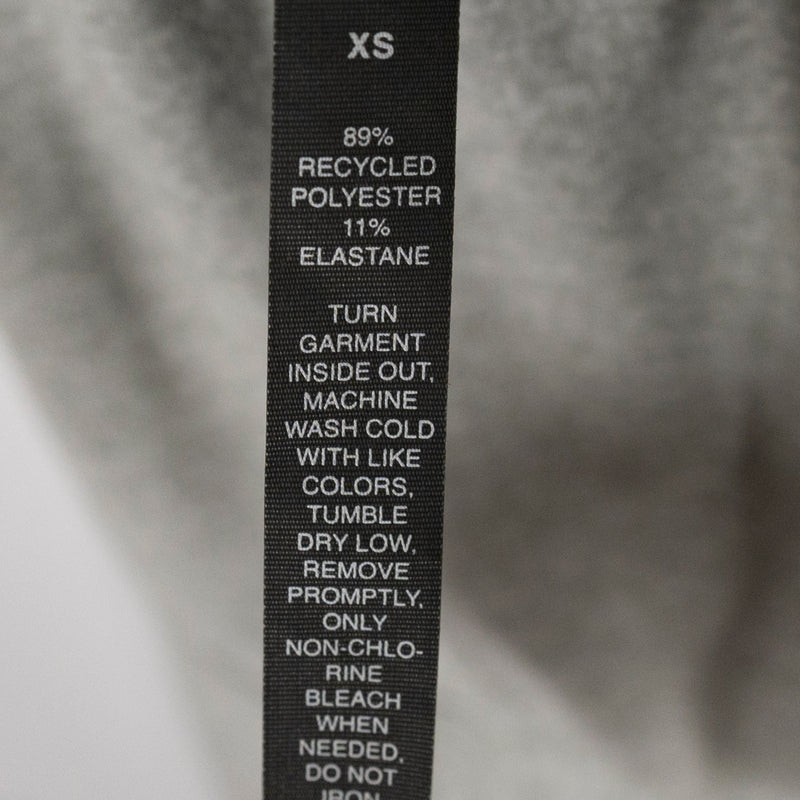 XS
89%
RECYCLED
POLYESTER
11%
ELASTANE
TURN
GARMENT
INSIDE OUT,
MACHINE
WASH COLD
WITH LIKE
COLORS,
TUMBLE
DRY LOW,
REMOVE
PROMPTLY,
ONLY
NON-CHLO-
RINE
BLEACH
WHEN
NEEDED,
DO NOT
IRON